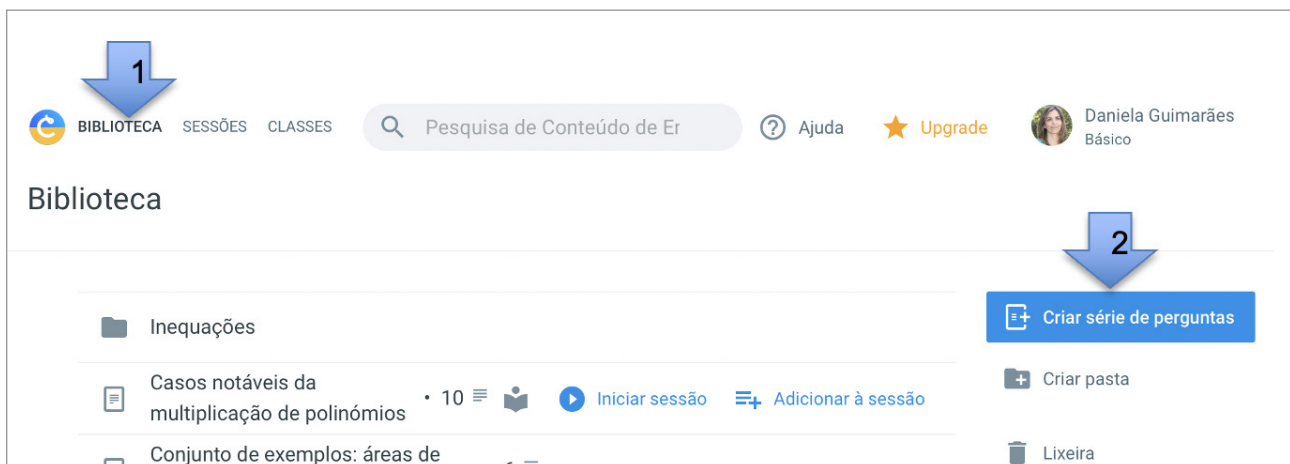 1
BIBLIOTECA SESSÕES CLASSES Pesquisa de Conteúdo de Er Ajuda Upgrade Daniela Guimarães
Básico
Biblioteca
2
Criar série de perguntas
Inequações
Criar pasta
Casos notáveis da
multiplicação de polinómios • 10 Iniciar sessão Adicionar à sessão
Conjunto de exemplos: áreas de
Lixeira